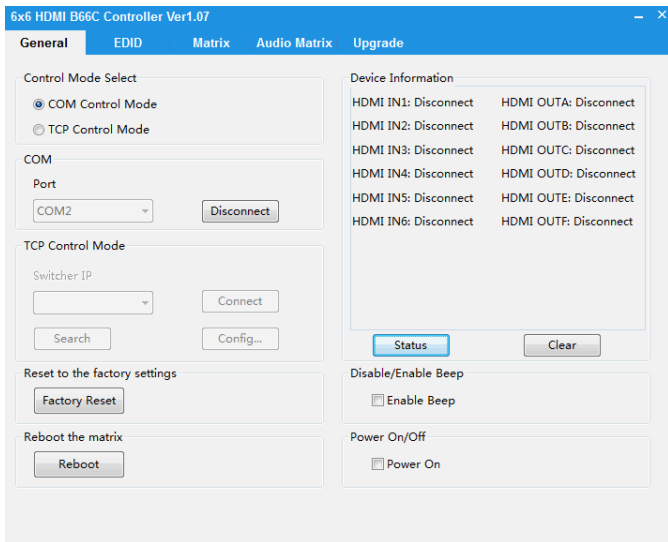 6x6 HDMI B66C Controller Ver1.07
General EDID Matrix Audio Matrix Upgrade
Control Mode Select
COM Control Mode
TCP Control Mode
COM
Port
COM2 Disconnect
TCP Control Mode
Switcher IP
Connect
Search Config...
Reset to the factory settings
Factory Reset
Reboot the matrix
Reboot
Device Information
HDMI IN1: Disconnect HDMI OUTA: Disconnect
HDMI IN2: Disconnect HDMI OUTB: Disconnect
HDMI IN3: Disconnect HDMI OUTC: Disconnect
HDMI IN4: Disconnect HDMI OUTD: Disconnect
HDMI IN5: Disconnect HDMI OUTE: Disconnect
HDMI IN6: Disconnect HDMI OUTF: Disconnect
Status Clear
Disable/Enable Beep
Enable Beep
Power On/Off
Power On